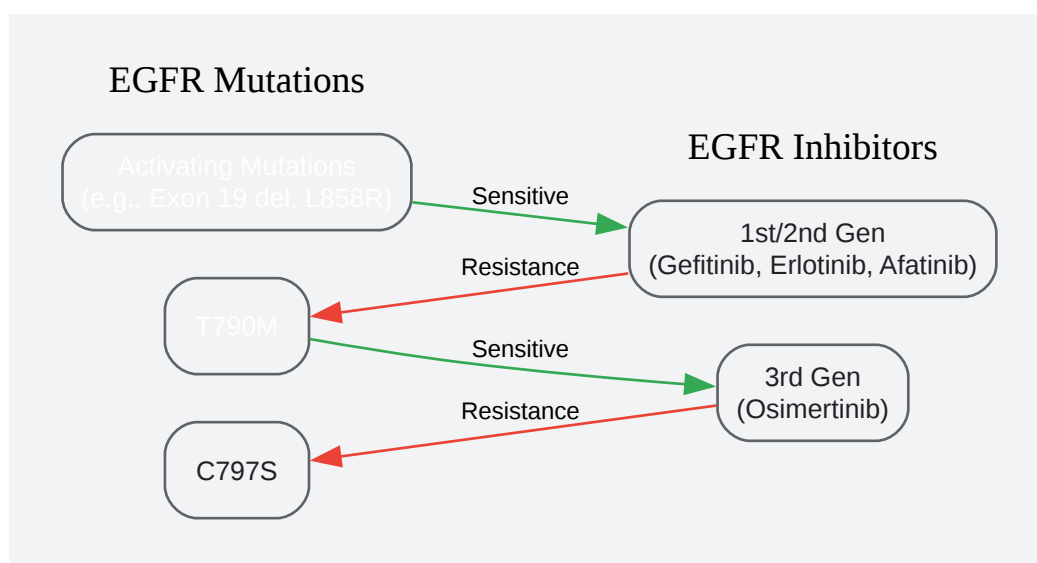 EGFR Mutations
Activating Mutations
(e.g., Exon 19 del, L858R)
T790M
C797S
Sensitive
Resistance
Sensitive
Resistance
EGFR Inhibitors
1st/2nd Gen
(Gefitinib, Erlotinib, Afatinib)
3rd Gen
(Osimertinib)